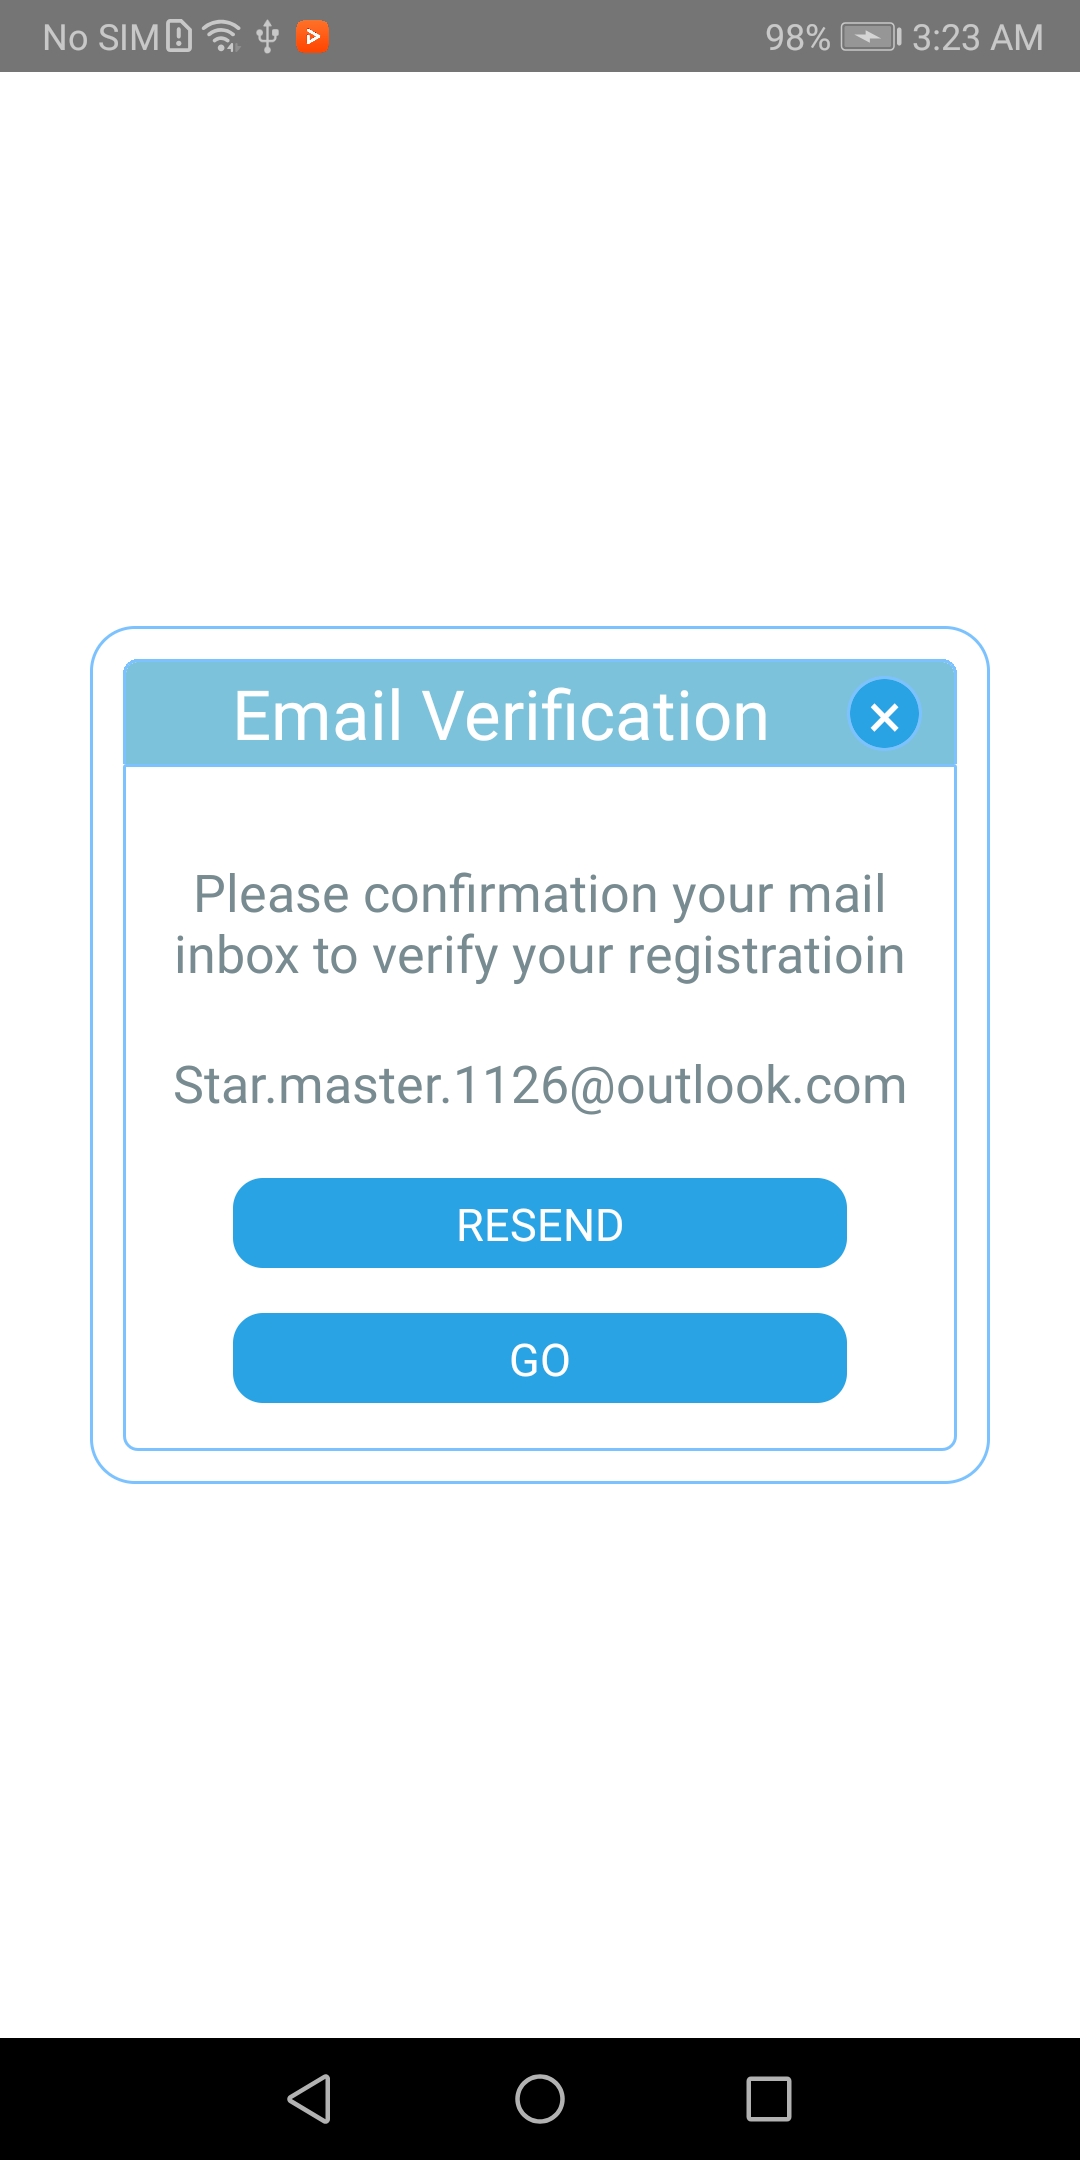 No SIM 98% 3:23 AM
Email Verification
Please confirmation your mail
inbox to verify your registratioin
Star.master.1126@outlook.com
RESEND
GO